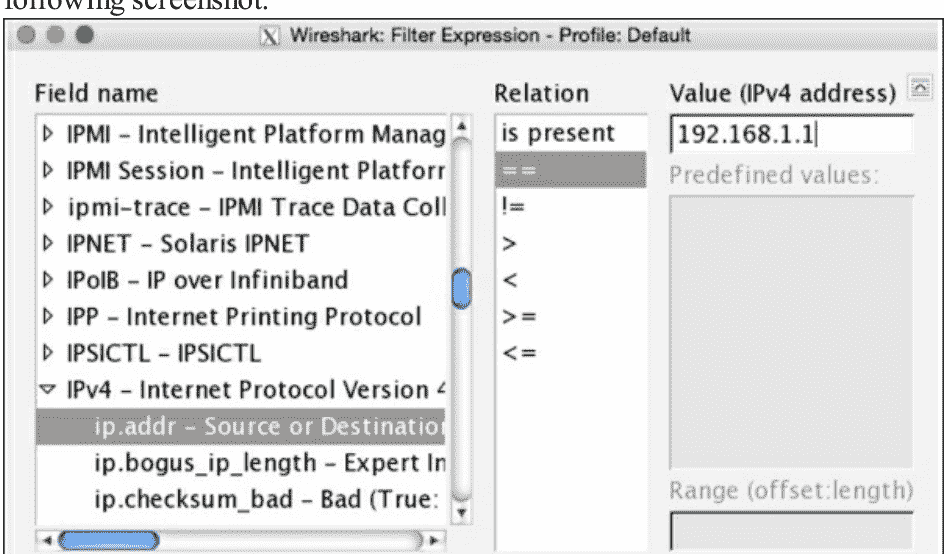 following screenshot.
Wireshark: Filter Expression - Profile: Default
Field name
IPMI – Intelligent Platform Manag
IPMI Session – Intelligent Platforr
ipmi-trace – IPMI Trace Data Coll
IPNET – Solaris IPNET
IPoIB – IP over Infiniband
IPP – Internet Printing Protocol
IPSICTL – IPSICTL
IPv4 – Internet Protocol Version 4
ip.addr – Source or Destination
ip.bogus_ip_length – Expert In
ip.checksum_bad – Bad (True:
Relation
is present
==
!=
>
<
>=
<=
Value (IPv4 address)
192.168.1.1
Predefined values:
Range (offset:length)